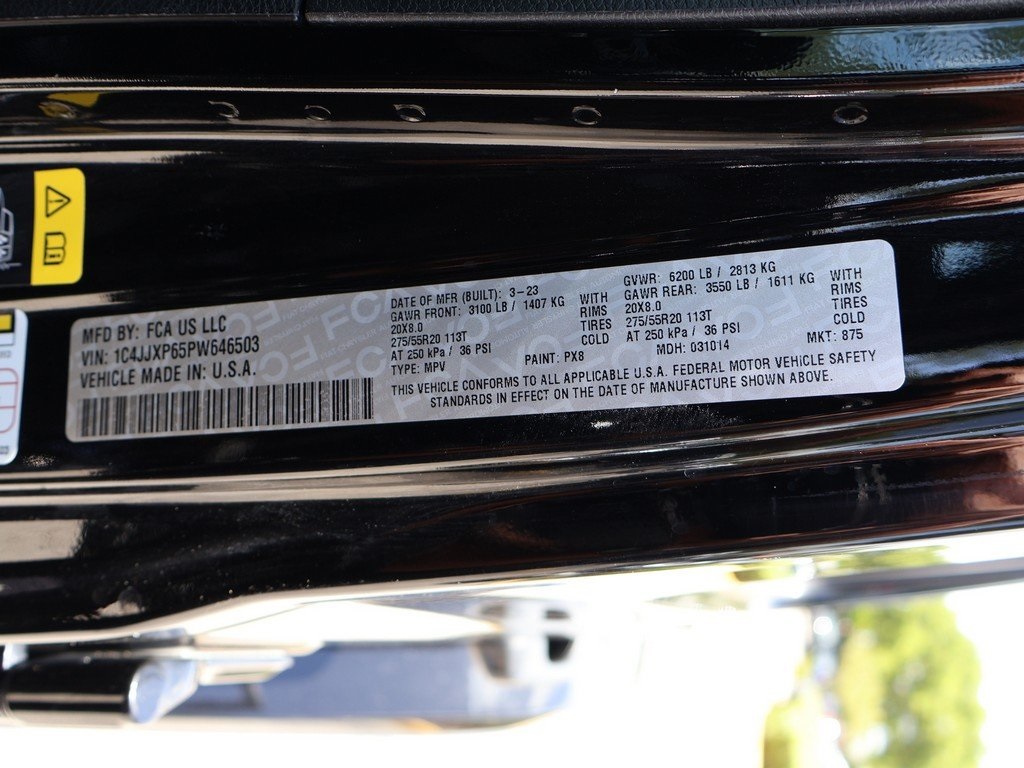 MFD BY: FCA US LLC
VIN: 1C4JJXP65PW646503
VEHICLE MADE IN: U.S.A.
DATE OF MFR (BUILT): 3-23
GAWR FRONT: 3100 LB / 1407 KG WITH
20X8.0 RIMS
275/55R20 113T TIRES
AT 250 kPa / 36 PSI COLD
TYPE: MPV
GVWR: 6200 LB / 2813 KG
GAWR REAR: 3550 LB / 1611 KG WITH
20X8.0 RIMS
275/55R20 113T TIRES
AT 250 kPa / 36 PSI COLD
PAINT: PX8 MDH: 031014 MKT: 875
THIS VEHICLE CONFORMS TO ALL APPLICABLE U.S.A. FEDERAL MOTOR VEHICLE SAFETY
STANDARDS IN EFFECT ON THE DATE OF MANUFACTURE SHOWN ABOVE.